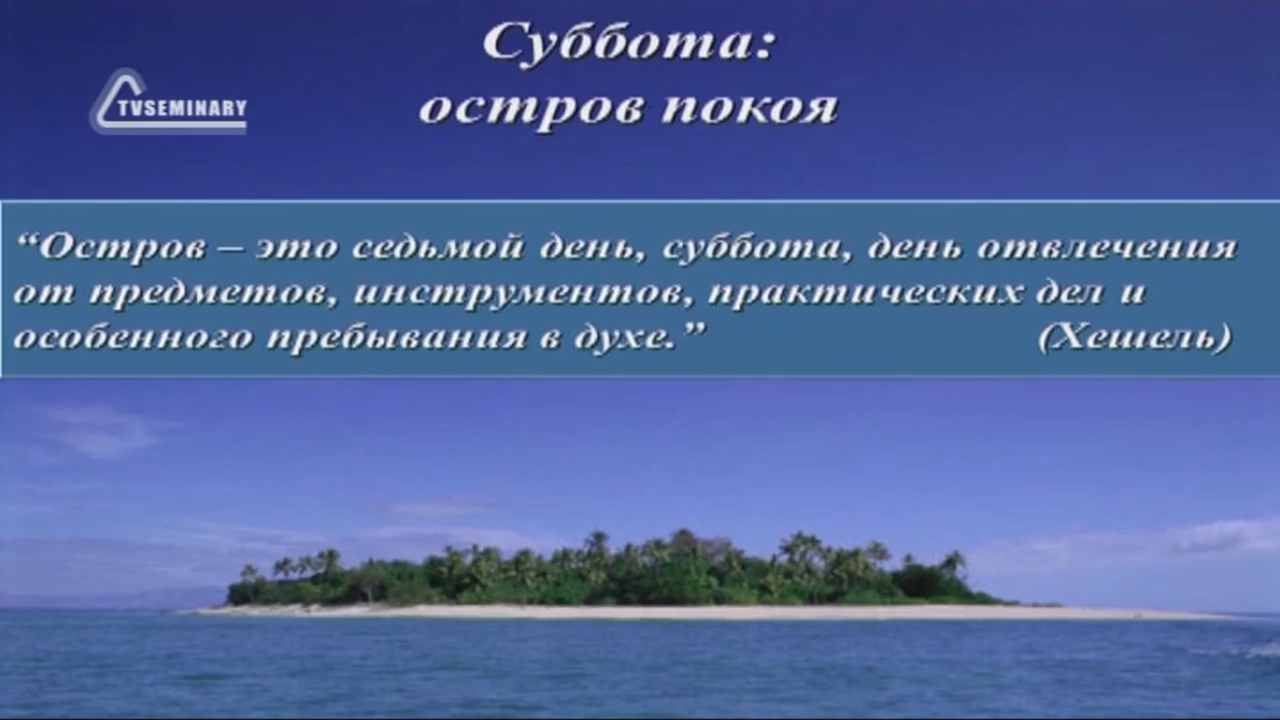 Суббота:
остров покоя
TVSEMINARY
“Остров – это седьмой день, суббота, день отвлечения
от предметов, инструментов, практических дел и
особенного пребывания в духе.” (Хешель)